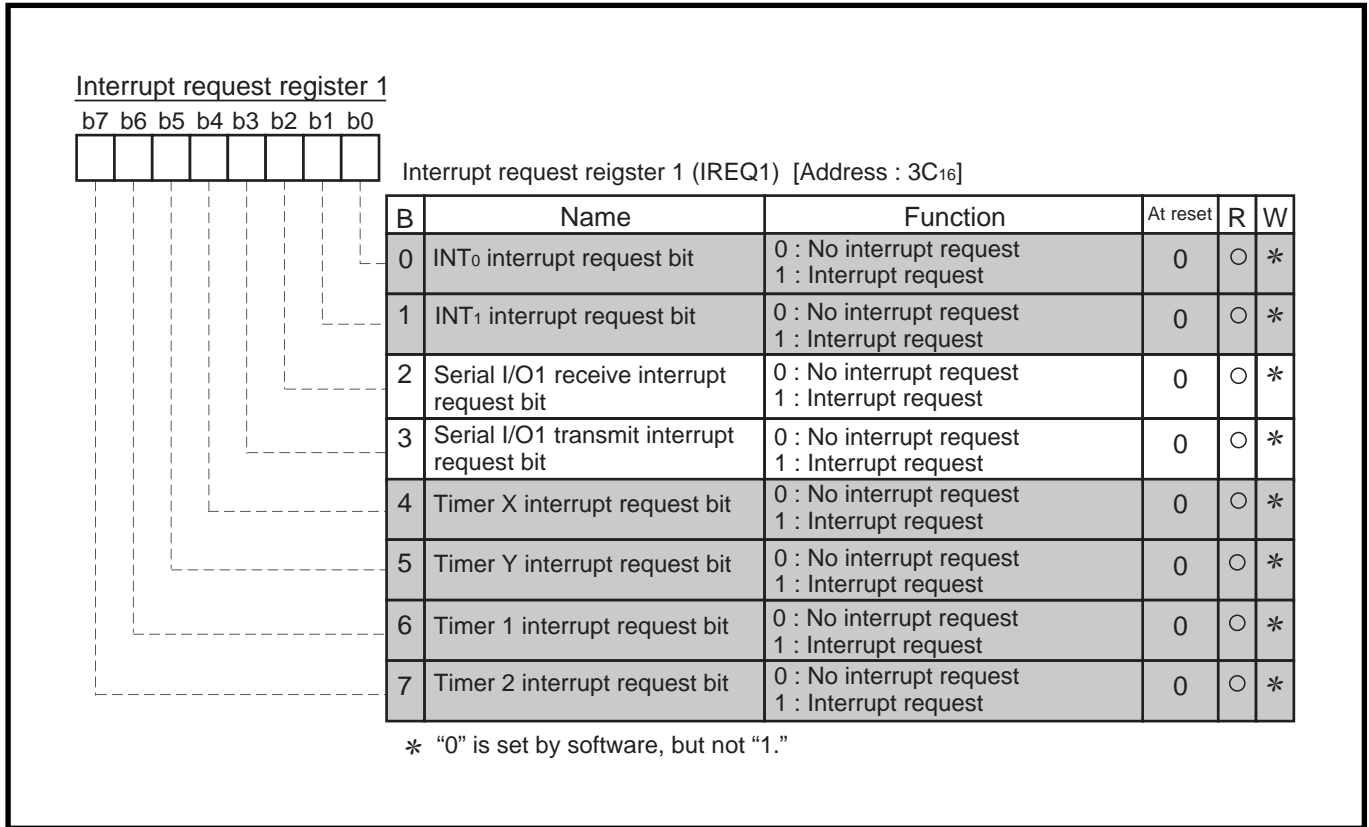 Interrupt request register 1
b7 b6 b5 b4 b3 b2 b1 b0
Interrupt request reigster 1 (IREQ1) [Address : 3C16]
B Name Function At reset R W
0 INT0 interrupt request bit 0 : No interrupt request 0 ○ *
1 : Interrupt request
1 INT1 interrupt request bit 0 : No interrupt request 0 ○ *
1 : Interrupt request
2 Serial I/O1 receive interrupt 0 : No interrupt request 0 ○ *
request bit 1 : Interrupt request
3 Serial I/O1 transmit interrupt 0 : No interrupt request 0 ○ *
request bit 1 : Interrupt request
4 Timer X interrupt request bit 0 : No interrupt request 0 ○ *
1 : Interrupt request
5 Timer Y interrupt request bit 0 : No interrupt request 0 ○ *
1 : Interrupt request
6 Timer 1 interrupt request bit 0 : No interrupt request 0 ○ *
1 : Interrupt request
7 Timer 2 interrupt request bit 0 : No interrupt request 0 ○ *
1 : Interrupt request
* “0” is set by software, but not “1.”